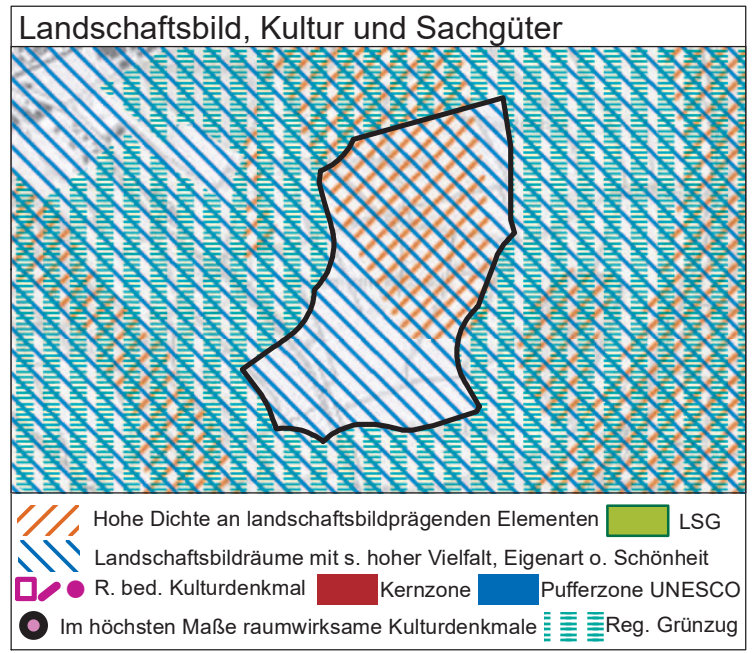 Landschaftsbild, Kultur und Sachgüter
Hohe Dichte an landschaftsbildprägenden Elementen LSG
Landschaftsbildräume mit s. hoher Vielfalt, Eigenart o. Schönheit
R. bed. Kulturdenkmal Kernzone Pufferzone UNESCO
Im höchsten Maße raumwirksame Kulturdenkmale Reg. Grünzug